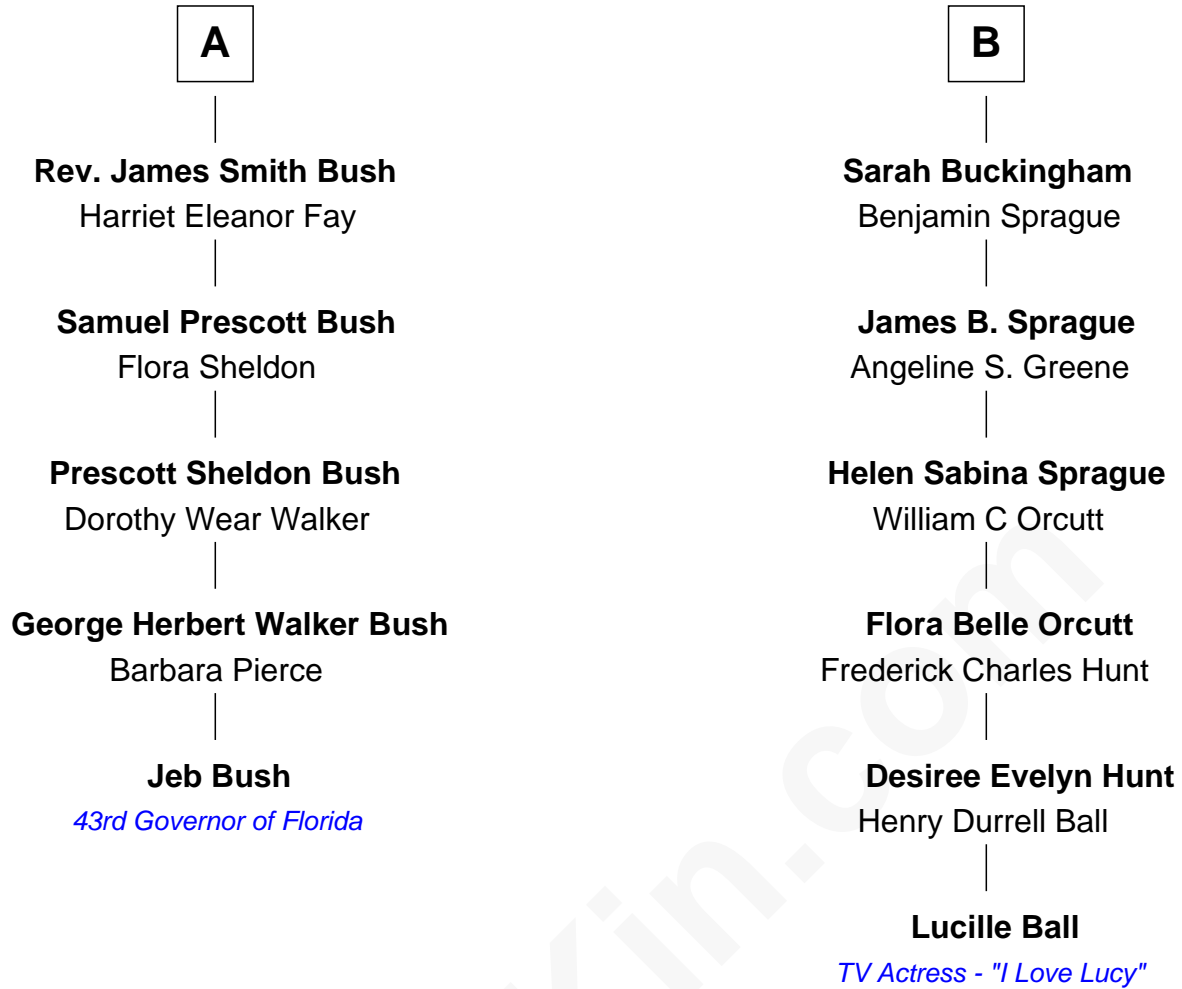 A
Rev. James Smith Bush
Harriet Eleanor Fay
Samuel Prescott Bush
Flora Sheldon
Prescott Sheldon Bush
Dorothy Wear Walker
George Herbert Walker Bush
Barbara Pierce
Jeb Bush
43rd Governor of Florida
B
Sarah Buckingham
Benjamin Sprague
James B. Sprague
Angeline S. Greene
Helen Sabina Sprague
William C Orcutt
Flora Belle Orcutt
Frederick Charles Hunt
Desiree Evelyn Hunt
Henry Durrell Ball
Lucille Ball
TV Actress - "I Love Lucy"
kin.com